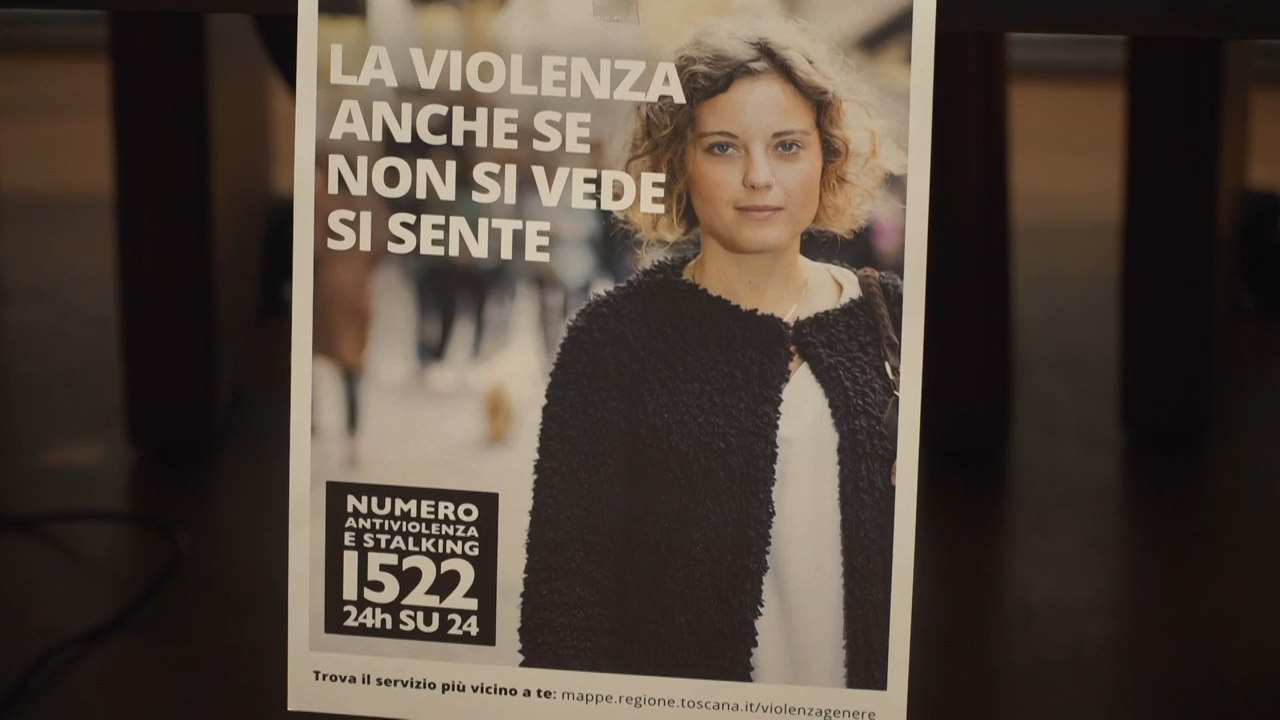 LA VIOLENZA
ANCHE SE
NON SI VEDE
SI SENTE
NUMERO
ANTIVIOLENZA
E STALKING
1522
24h SU 24
Trova il servizio più vicino a te: mappe.regione.toscana.it/violenzagenere